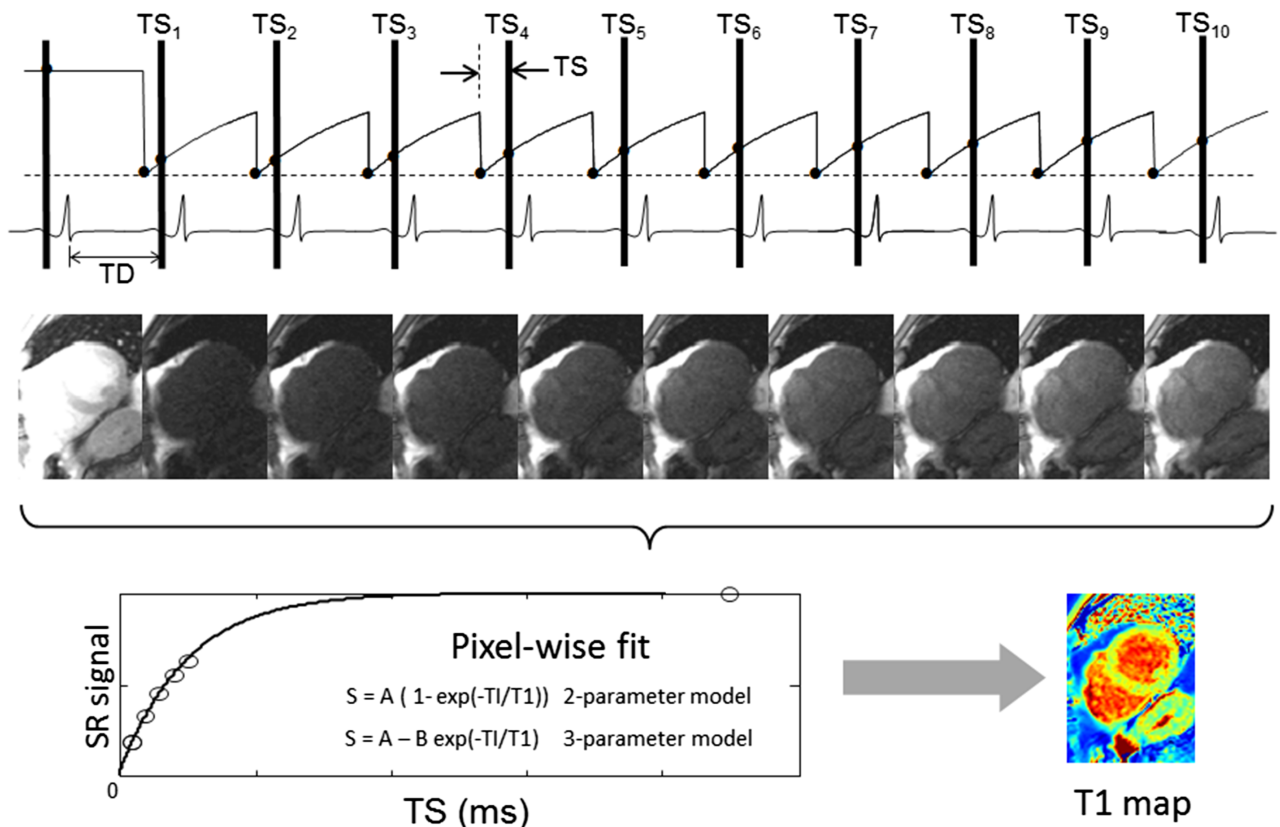 TS1 TS2 TS3 TS4 TS5 TS6 TS7 TS8 TS9 TS10
TS
TD
SR signal
Pixel-wise fit
S = A ( 1- exp(-TI/T1)) 2-parameter model
S = A – B exp(-TI/T1) 3-parameter model
0
TS (ms)
T1 map